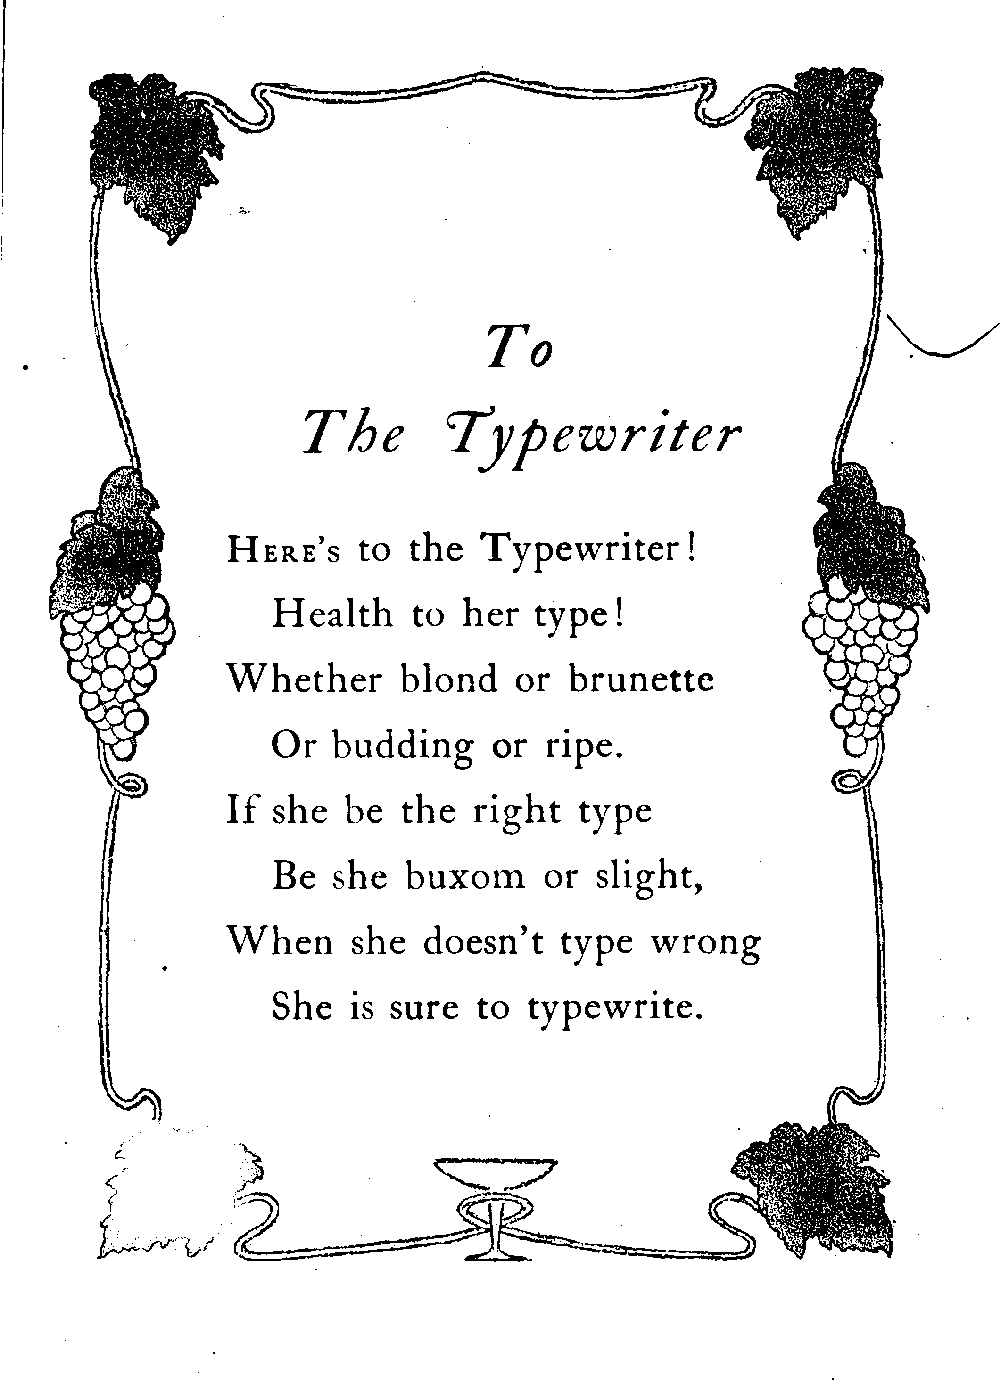 To
The Typewriter
HERE'S to the Typewriter!
Health to her type!
Whether blond or brunette
Or budding or ripe.
If she be the right type
Be she buxom or slight,
When she doesn't type wrong
She is sure to typewrite.